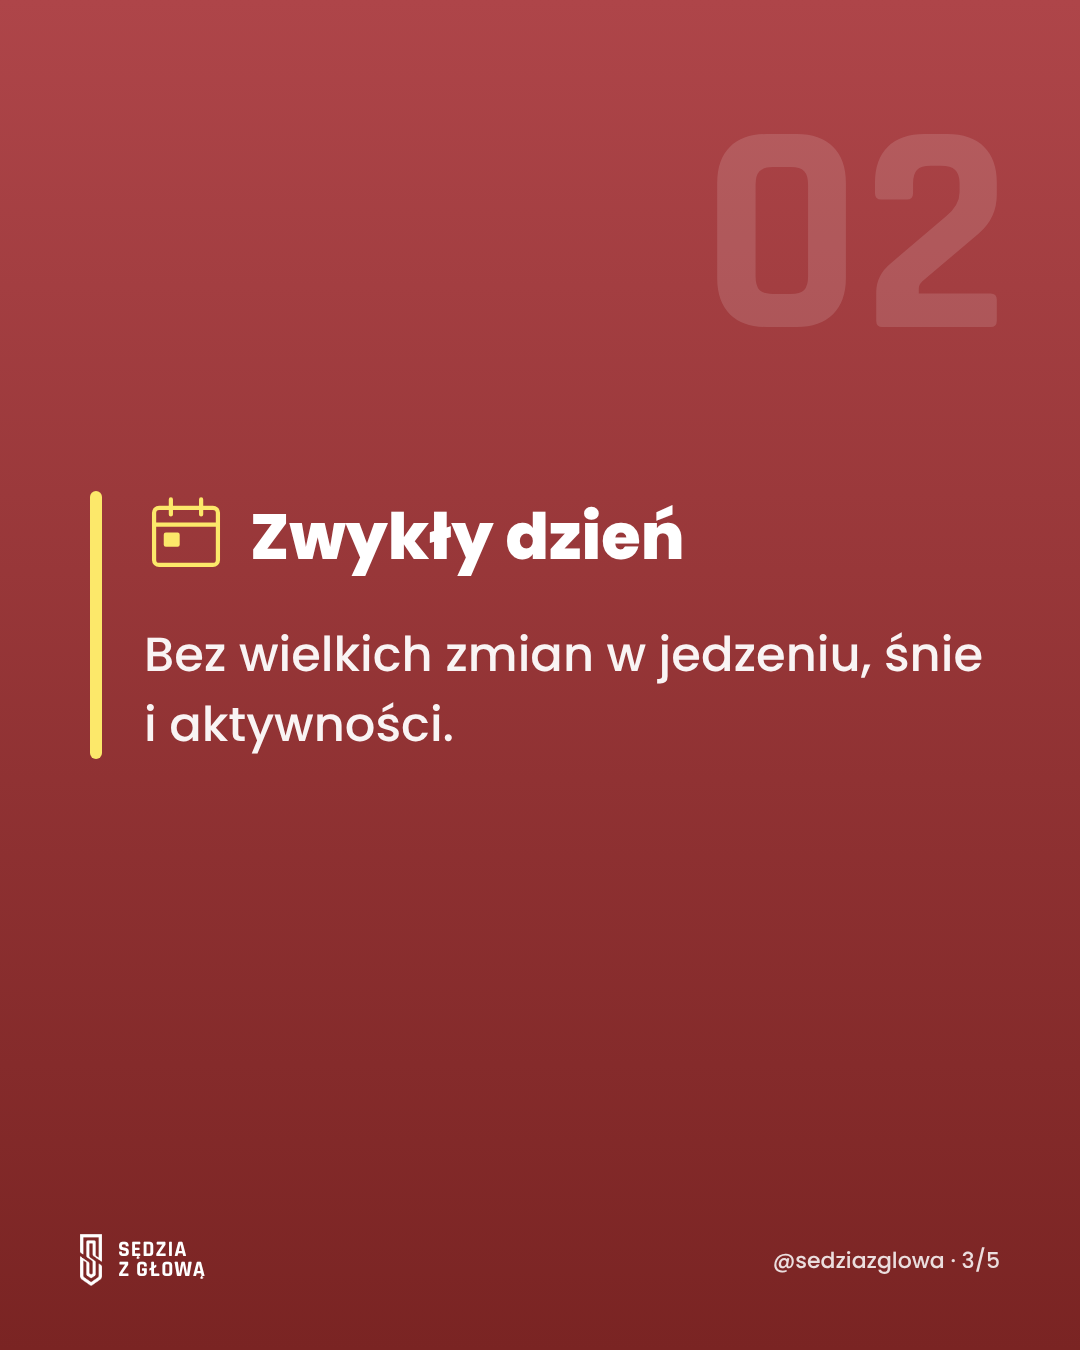 02
Zwykły dzień
Bez wielkich zmian w jedzeniu, śnie
i aktywności.
SĘDZIA
Z GŁOWĄ
@sedziazglowa · 3/5